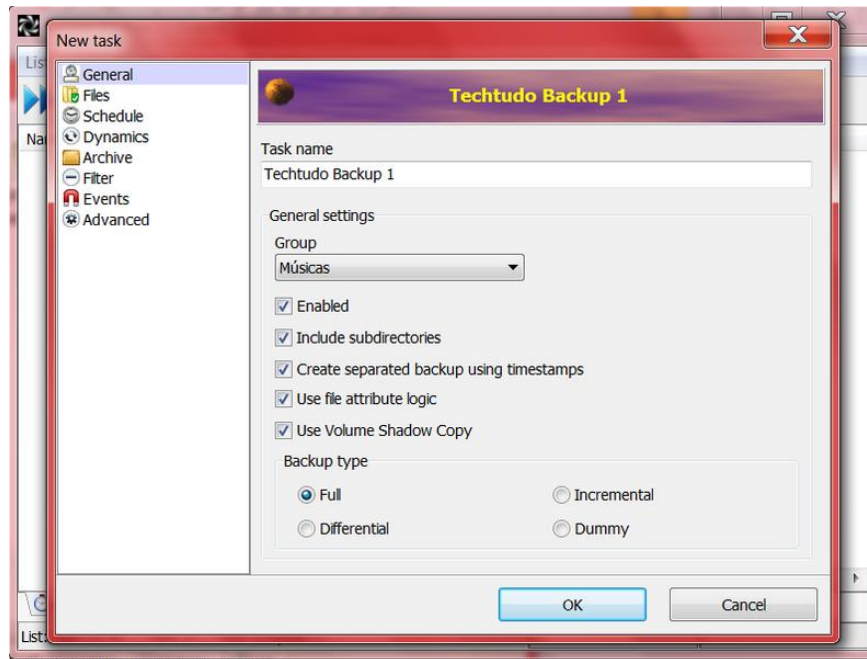 New task
General
Files
Schedule
Dynamics
Archive
Filter
Events
Advanced
Techtudo Backup 1
Task name
Techtudo Backup 1
General settings
Group
Músicas
Enabled
Include subdirectories
Create separated backup using timestamps
Use file attribute logic
Use Volume Shadow Copy
Backup type
Full
Incremental
Differential
Dummy
OK
Cancel
List: